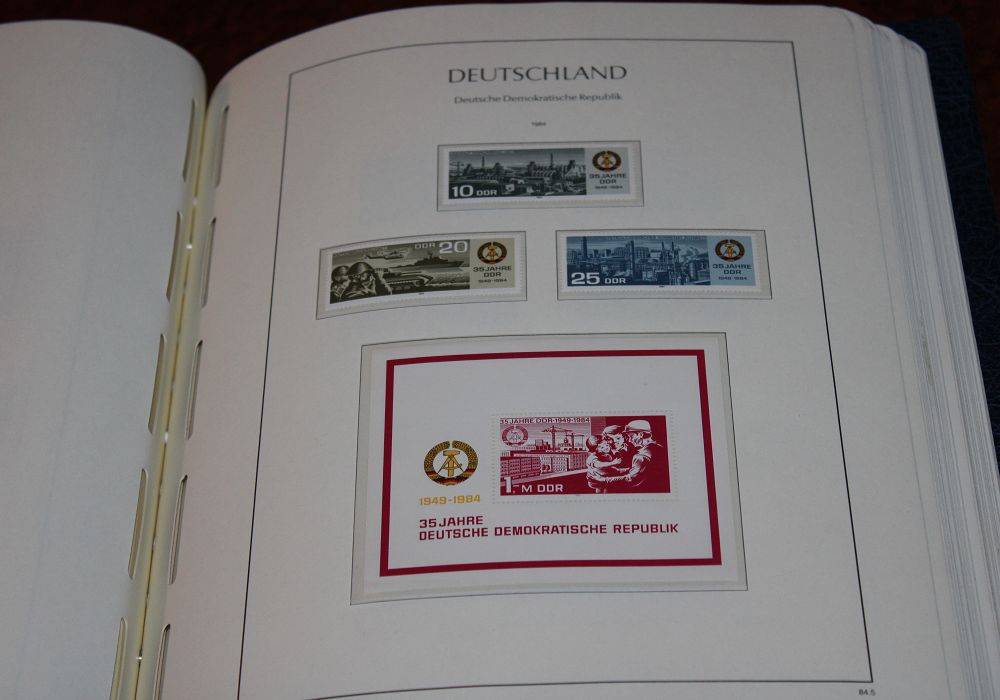 DEUTSCHLAND
Deutsche Demokratische Republik
1984
10 DDR
35 JAHRE
DDR
1949-1984
DDR 20
35 JAHRE
DDR
1949-1984
25 DDR
35 JAHRE
DDR
1949-1984
35 JAHRE DDR·1949-1984
1. M DDR
1949-1984
35 JAHRE
DEUTSCHE DEMOKRATISCHE REPUBLIK
84.5